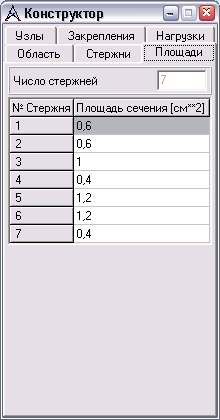 Конструктор
Узлы Закрепления Нагрузки
Область Стержни Площади
Число стержней 7
№ Стержня Площадь сечения [см**2]
1 0,6
2 0,6
3 1
4 0,4
5 1,2
6 1,2
7 0,4